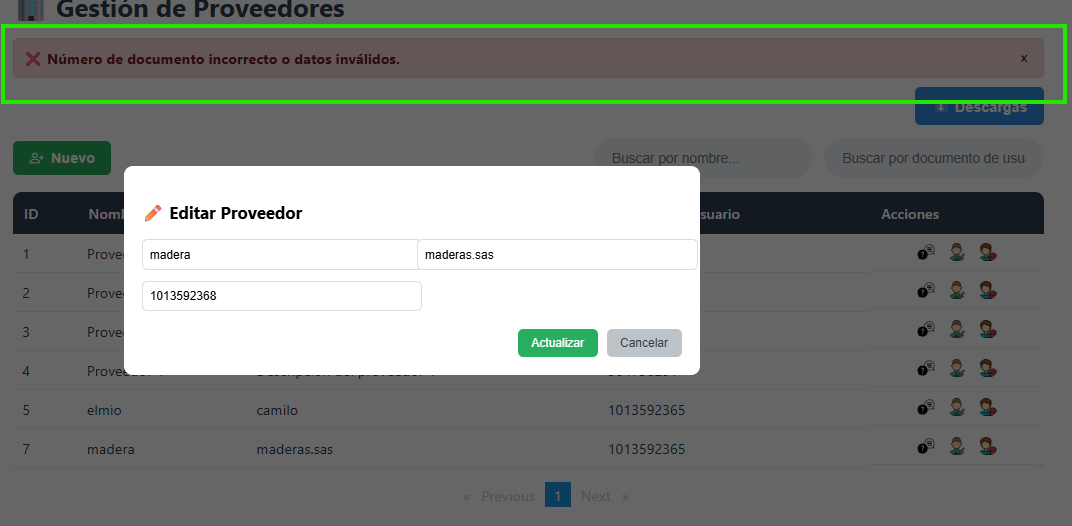 Gestión de Proveedores
Número de documento incorrecto o datos inválidos.
x
Descargas
Nuevo
Buscar por nombre...
Buscar por documento de usu
ID
Acciones
Editar Proveedor
madera
maderas.sas
1013592368
Actualizar
Cancelar
1
2
3
4
5 elmio camilo 1013592365
7 madera maderas.sas 1013592365
« Previous 1 Next »